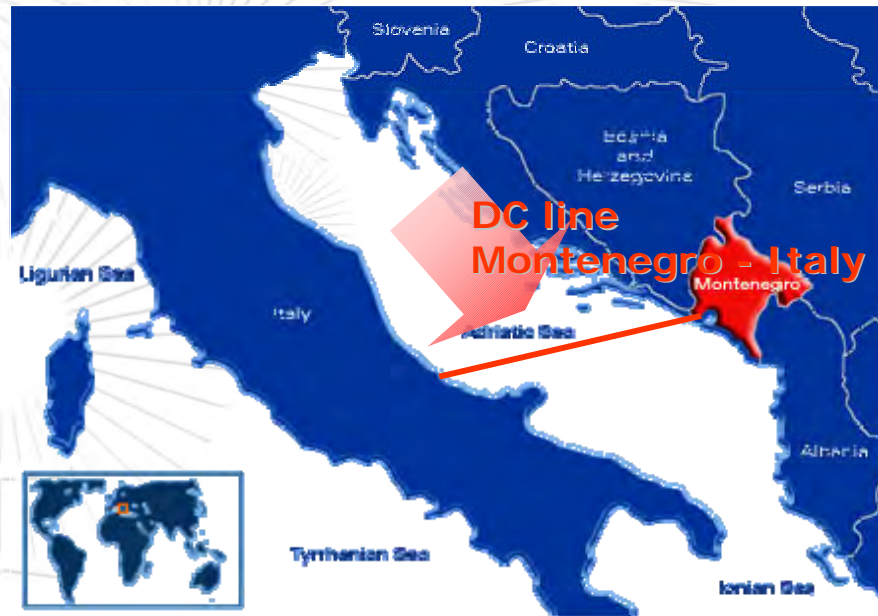 Slovenia
Croatia
Bosnia
and
Herzegovina
Serbia
DC line
Montenegro - Italy
Ligurian Sea
Montenegro
Italy
Adriatic Sea
Albania
Tyrrhenian Sea
Ionian Sea